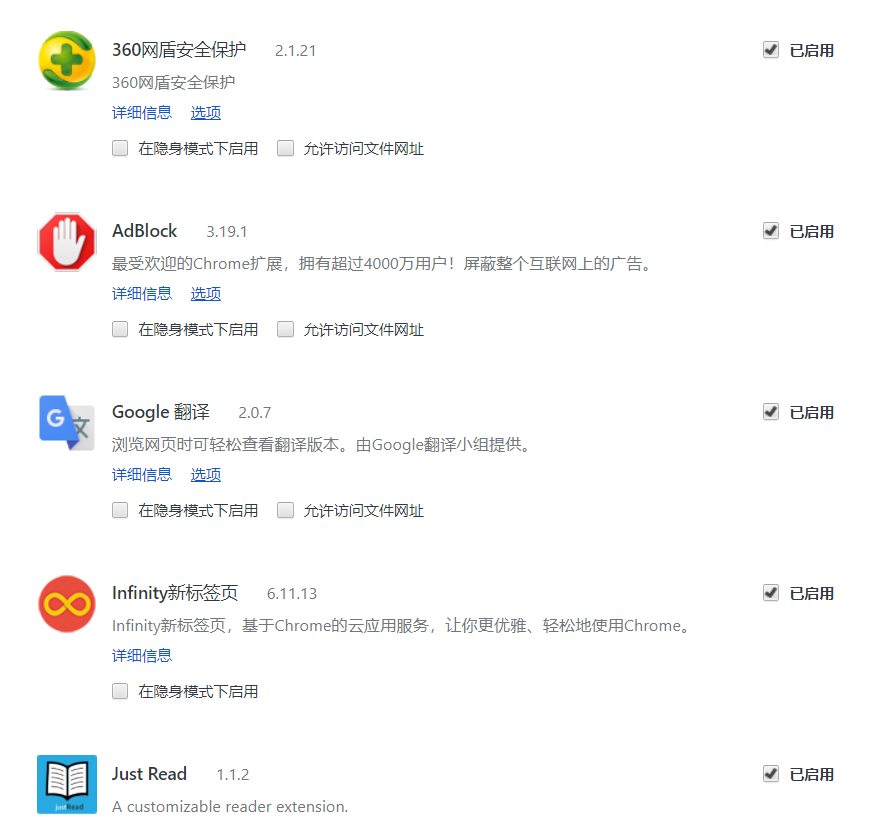 360网盾安全保护 2.1.21 已启用
360网盾安全保护
详细信息 选项
在隐身模式下启用 允许访问文件网址
AdBlock 3.19.1 已启用
最受欢迎的Chrome扩展，拥有超过4000万用户！屏蔽整个互联网上的广告。
详细信息 选项
在隐身模式下启用 允许访问文件网址
G 文
Google 翻译 2.0.7 已启用
浏览网页时可轻松查看翻译版本。由Google翻译小组提供。
详细信息 选项
在隐身模式下启用 允许访问文件网址
Infinity新标签页 6.11.13 已启用
Infinity新标签页，基于Chrome的云应用服务，让你更优雅、轻松地使用Chrome。
详细信息
在隐身模式下启用
Just Read 1.1.2 已启用
justRead
A customizable reader extension.